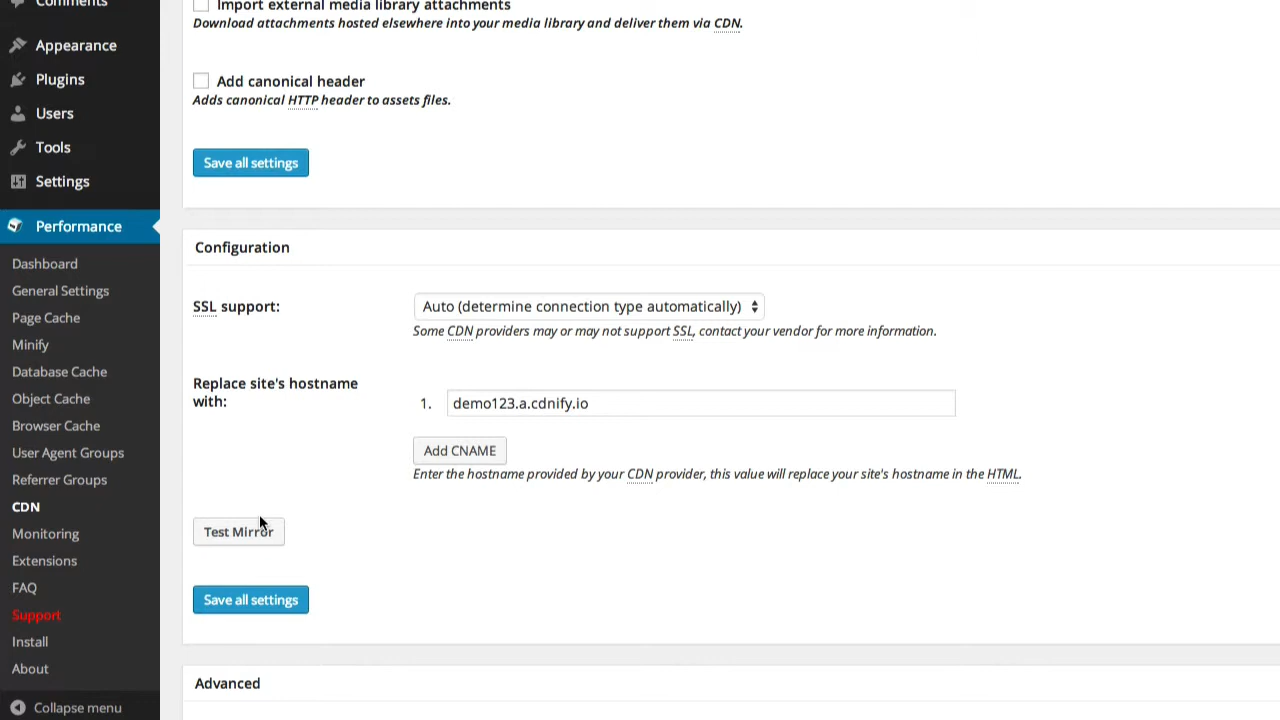 Comments
Appearance
Plugins
Users
Tools
Settings
Performance
Dashboard
General Settings
Page Cache
Minify
Database Cache
Object Cache
Browser Cache
User Agent Groups
Referrer Groups
CDN
Monitoring
Extensions
FAQ
Support
Install
About
Collapse menu
Import external media library attachments
Download attachments hosted elsewhere into your media library and deliver them via CDN.
Add canonical header
Adds canonical HTTP header to assets files.
Save all settings
Configuration
SSL support:
Auto (determine connection type automatically)
Some CDN providers may or may not support SSL, contact your vendor for more information.
Replace site's hostname
with:
1. demo123.a.cdnify.io
Add CNAME
Enter the hostname provided by your CDN provider, this value will replace your site's hostname in the HTML.
Test Mirror
Save all settings
Advanced